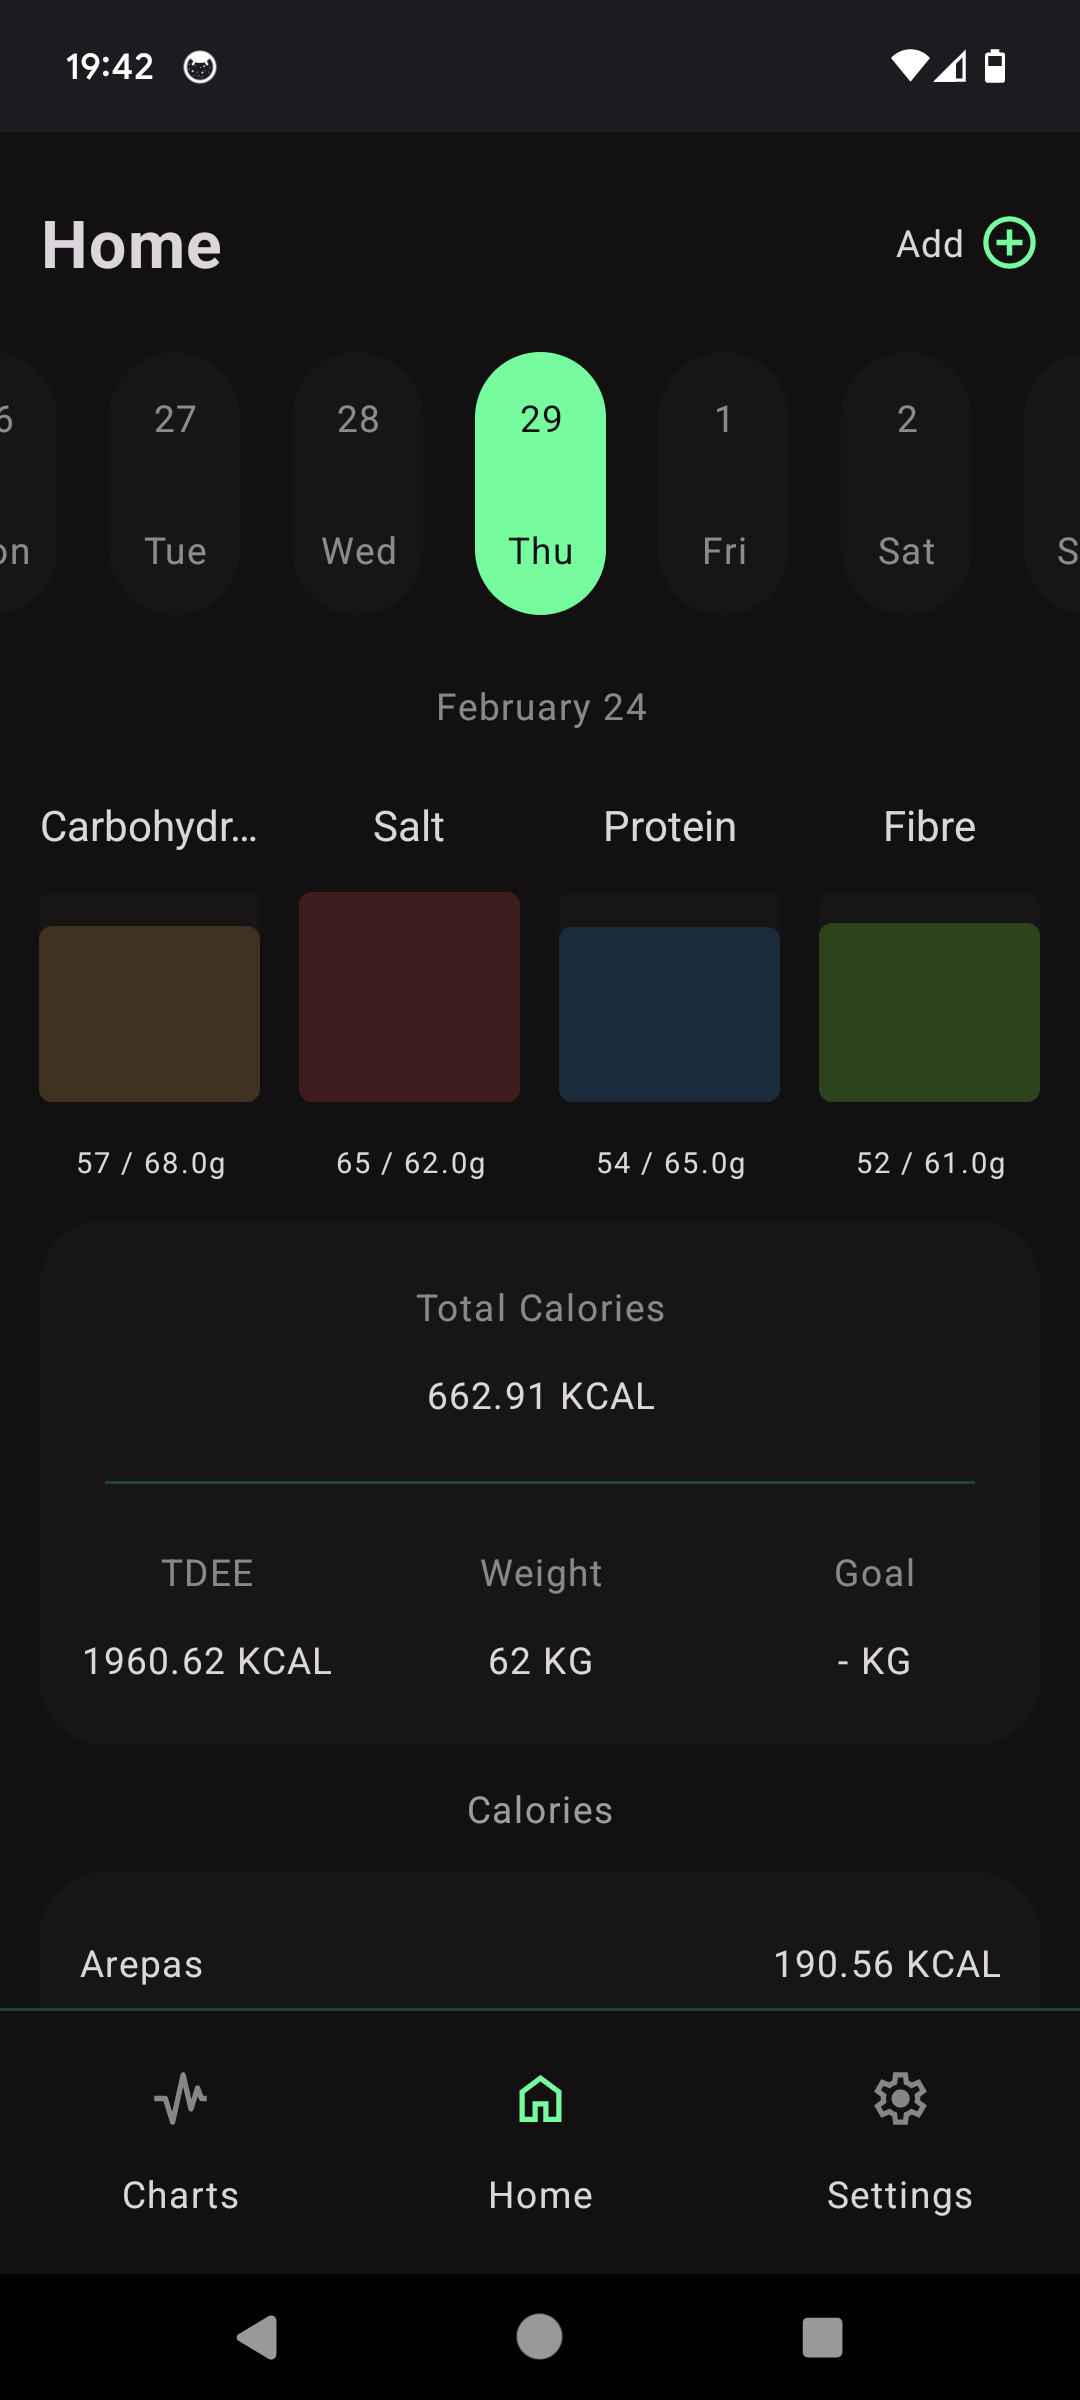 19:42
Home
Add
6 27 28 29 1 2
on Tue Wed Thu Fri Sat S
February 24
Carbohydr... Salt Protein Fibre
57 / 68.0g 65 / 62.0g 54 / 65.0g 52 / 61.0g
Total Calories
662.91 KCAL
TDEE Weight Goal
1960.62 KCAL 62 KG - KG
Calories
Arepas 190.56 KCAL
Charts Home Settings